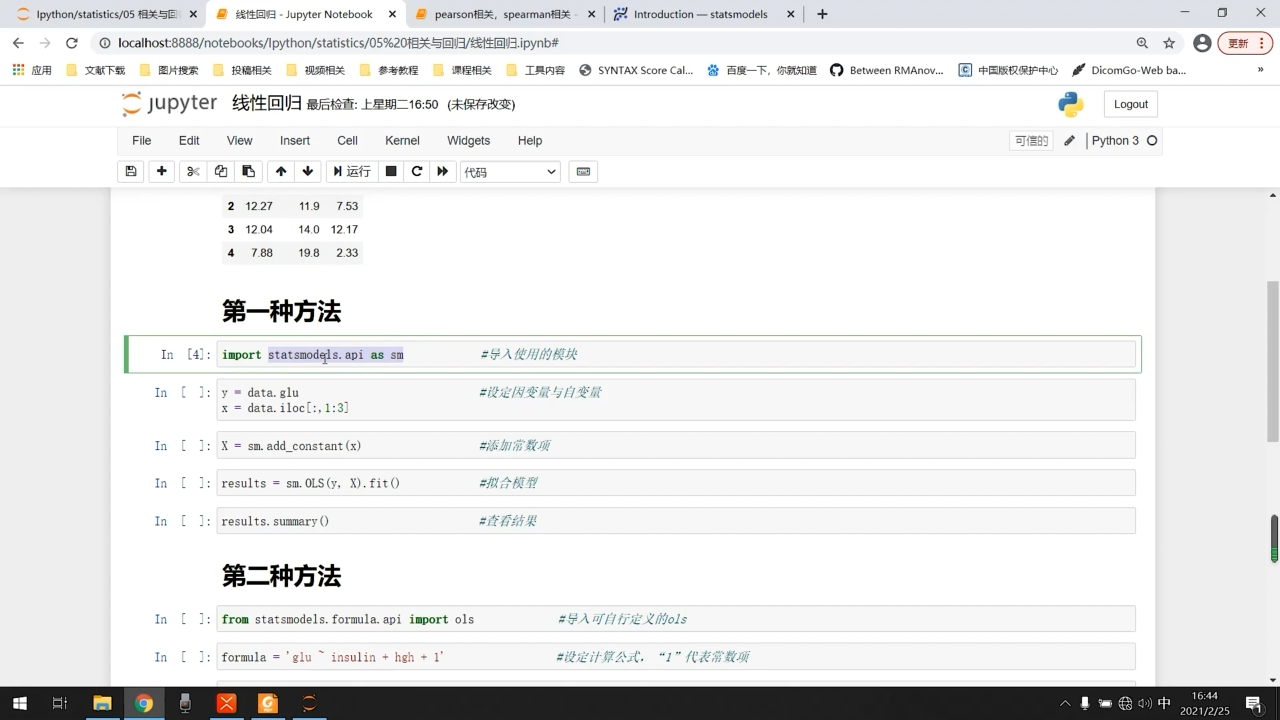 Ipython/statistics/05 相关与回
线性回归 - Jupyter Notebook
pearson相关，spearman相关 -
Introduction — statsmodels
localhost:8888/notebooks/Ipython/statistics/05%20相关与回归/线性回归.ipynb#
更新
应用
文献下载
图片搜索
投稿相关
视频相关
参考教程
课程相关
工具内容
SYNTAX Score Cal...
百度一下，你就知道
Between RMAnov...
中国版权保护中心
DicomGo-Web ba...
»
jupyter 线性回归 最后检查: 上星期二16:50 (未保存改变)
Logout
File Edit View Insert Cell Kernel Widgets Help
可信的
Python 3
运行
代码
2 12.27 11.9 7.53
3 12.04 14.0 12.17
4 7.88 19.8 2.33
第一种方法
In [4]: import statsmodels.api as sm #导入使用的模块
In [ ]: y = data.glu #设定因变量与自变量
x = data.iloc[:,1:3]
In [ ]: X = sm.add_constant(x) #添加常数项
In [ ]: results = sm.OLS(y, X).fit() #拟合模型
In [ ]: results.summary() #查看结果
第二种方法
In [ ]: from statsmodels.formula.api import ols #导入可自行定义的ols
In [ ]: formula = 'glu ~ insulin + hgh + 1' #设定计算公式，“1”代表常数项
中
16:44
2021/2/25